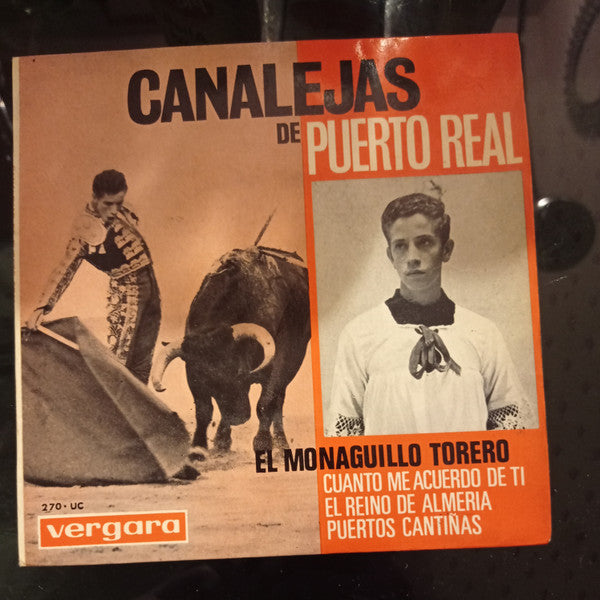 CANALEJAS
DE PUERTO REAL
EL MONAGUILLO TORERO
CUANTO ME ACUERDO DE TI
EL REINO DE ALMERIA
PUERTOS CANTIÑAS
270 · UC
vergara